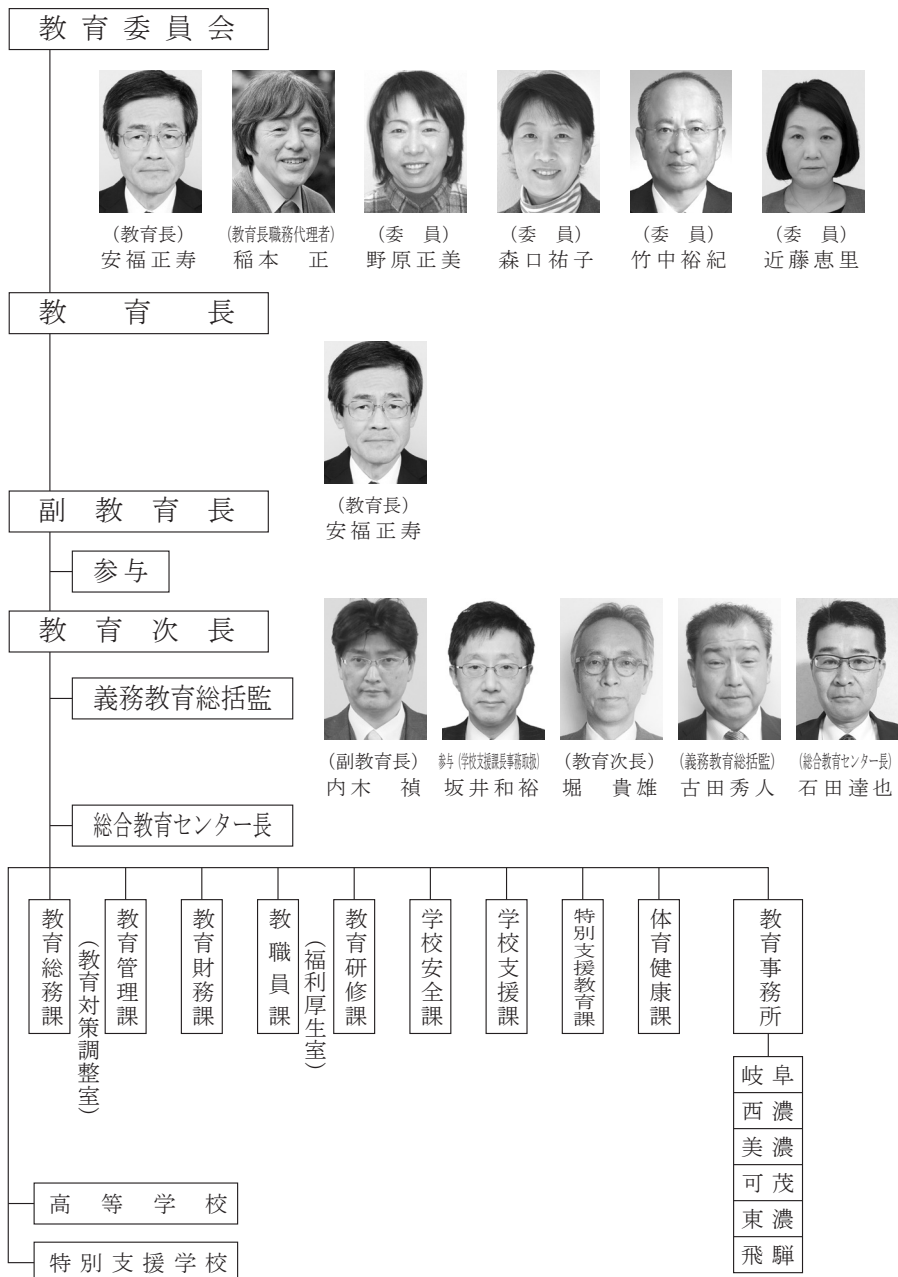 教育委員会
(教育長)
安福正寿
(教育長職務代理者)
稲本 正
(委 員)
野原正美
(委 員)
森口祐子
(委 員)
竹中裕紀
(委 員)
近藤恵里
教育長
(教育長)
安福正寿
副教育長
参与
教育次長
(副教育長)
内木 禎
参与(学校支援課長事務取扱)
坂井和裕
(教育次長)
堀 貴雄
(義務教育総括監)
古田秀人
(総合教育センター長)
石田達也
義務教育総括監
総合教育センター長
教育総務課
(教育対策調整室)
教育管理課
教育財務課
教職員課
(福利厚生室)
教育研修課
学校安全課
学校支援課
特別支援教育課
体育健康課
教育事務所
岐阜
西濃
美濃
可茂
東濃
飛騨
高等学校
特別支援学校